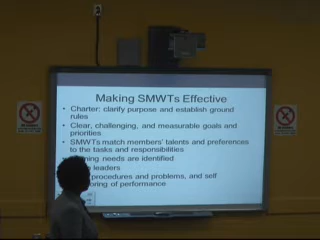 Making SMWTs Effective
• Charter: clarify purpose and establish ground
rules
• Clear, challenging, and measurable goals and
priorities
• SMWTs match members' talents and preferences
to the tasks and responsibilities
needs are identified
leaders
procedures and problems, and self
of performance